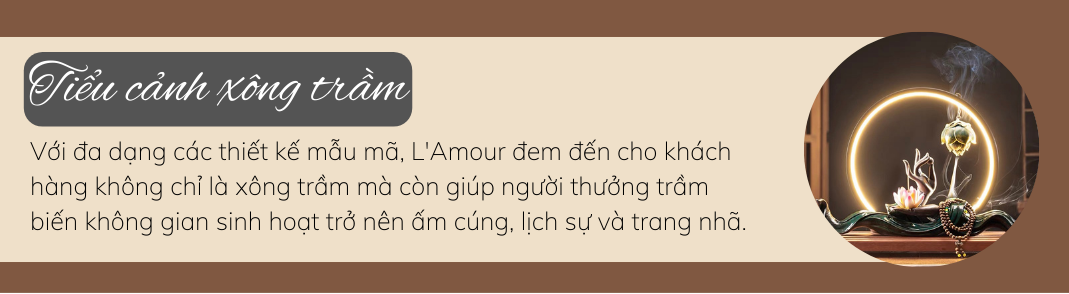 Tiểu cảnh xông trầm
Với đa dạng các thiết kế mẫu mã, L'Amour đem đến cho khách
hàng không chỉ là xông trầm mà còn giúp người thưởng trầm
biến không gian sinh hoạt trở nên ấm cúng, lịch sự và trang nhã.